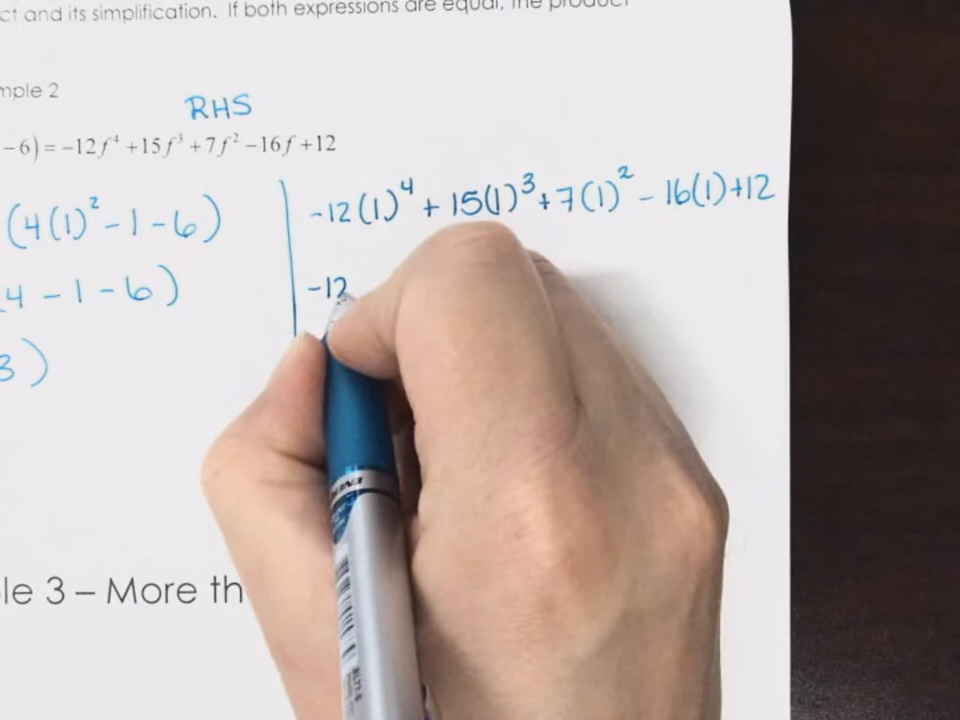 ct and its simplification. If both expressions are equal, the product
mple 2
RHS
-6)=-12f⁴+15f³+7f²-16f+12
(4(1)²-1-6) | -12(1)⁴+15(1)³+7(1)²-16(1)+12
4-1-6) | -12
3)
le 3 – More th